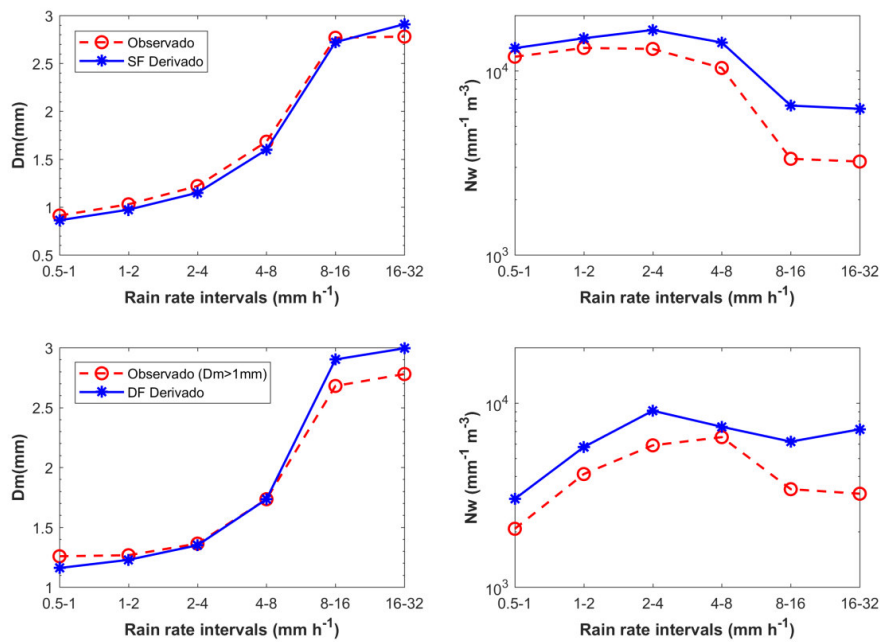 3
2.5
2
1.5
1
0.5
Dm(mm)
Observado
SF Derivado
0.5-1 1-2 2-4 4-8 8-16 16-32
Rain rate intervals (mm h⁻¹)
10⁴
10³
Nw (mm⁻¹ m⁻³)
0.5-1 1-2 2-4 4-8 8-16 16-32
Rain rate intervals (mm h⁻¹)
3
2.5
2
1.5
1
Dm(mm)
Observado (Dm>1mm)
DF Derivado
0.5-1 1-2 2-4 4-8 8-16 16-32
Rain rate intervals (mm h⁻¹)
10⁴
10³
Nw (mm⁻¹ m⁻³)
0.5-1 1-2 2-4 4-8 8-16 16-32
Rain rate intervals (mm h⁻¹)